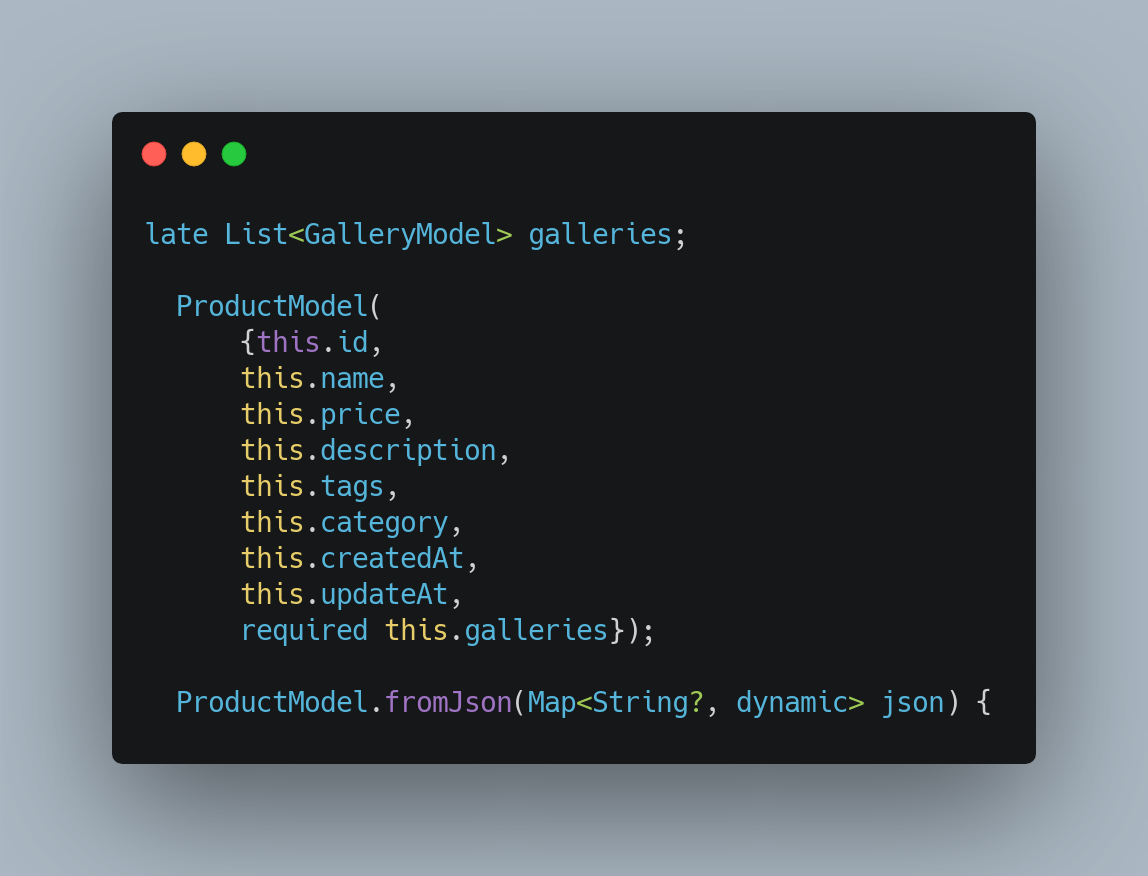 late List<GalleryModel> galleries;
ProductModel(
{this.id,
this.name,
this.price,
this.description,
this.tags,
this.category,
this.createdAt,
this.updateAt,
required this.galleries});
ProductModel.fromJson(Map<String?, dynamic> json) {